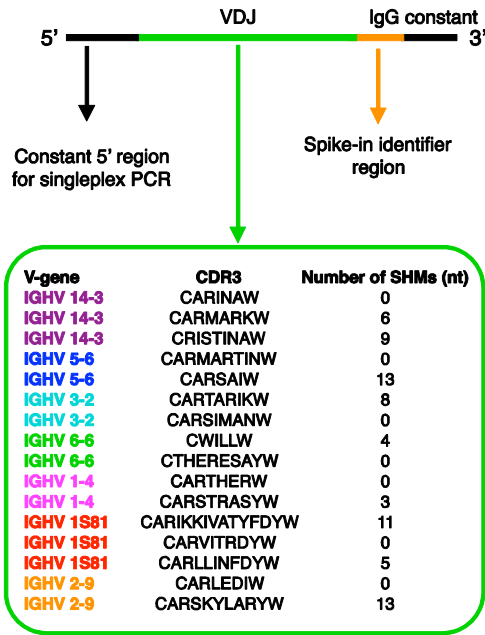 VDJ IgG constant
5' 3'
Constant 5' region
for singleplex PCR
Spike-in identifier
region
V-gene CDR3 Number of SHMs (nt)
IGHV 14-3 CARINAW 0
IGHV 14-3 CARMARKW 6
IGHV 14-3 CRISTINAW 9
IGHV 5-6 CARMARTINW 0
IGHV 5-6 CARSAIW 13
IGHV 3-2 CARTARIKW 8
IGHV 3-2 CARSIMANW 0
IGHV 6-6 CWILLW 4
IGHV 6-6 CTHERESAYW 0
IGHV 1-4 CARTHERW 0
IGHV 1-4 CARSTRASYW 3
IGHV 1S81 CARIKKIVATYFDYW 11
IGHV 1S81 CARVITRDYW 0
IGHV 1S81 CARLLINFDYW 5
IGHV 2-9 CARLEDIW 0
IGHV 2-9 CARSKYLARYW 13